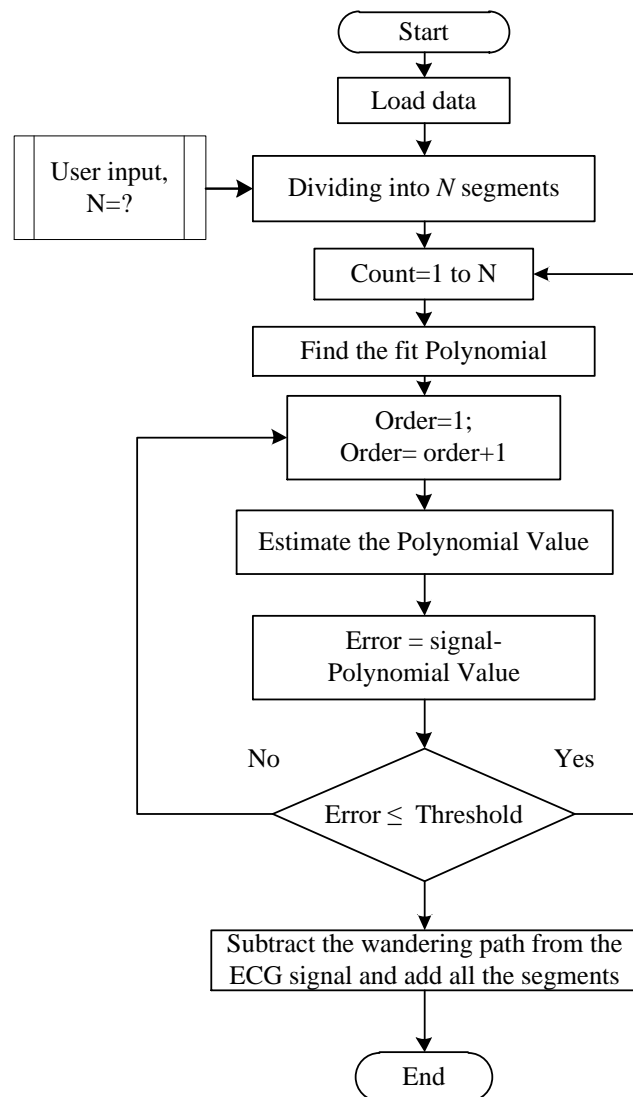 Start
Load data
User input,
N=?
Dividing into N segments
Count=1 to N
Find the fit Polynomial
Order=1;
Order= order+1
Estimate the Polynomial Value
Error = signal-
Polynomial Value
No
Yes
Error ≤ Threshold
Subtract the wandering path from the
ECG signal and add all the segments
End